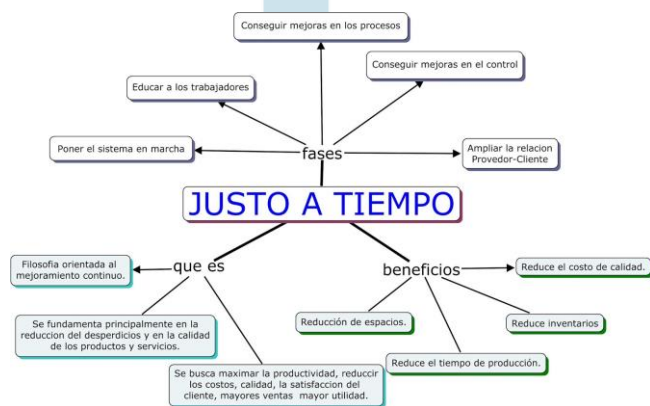 Conseguir mejoras en los procesos
Conseguir mejoras en el control
Educar a los trabajadores
Poner el sistema en marcha
fases
Ampliar la relacion
Provedor-Cliente
JUSTO A TIEMPO
que es
beneficios
Filosofia orientada al
mejoramiento continuo.
Reduce el costo de calidad.
Se fundamenta principalmente en la
reduccion del desperdicios y en la calidad
de los productos y servicios.
Reducción de espacios.
Reduce inventarios
Reduce el tiempo de producción.
Se busca maximar la productividad, reduccir
los costos, calidad, la satisfaccion del
cliente, mayores ventas mayor utilidad.